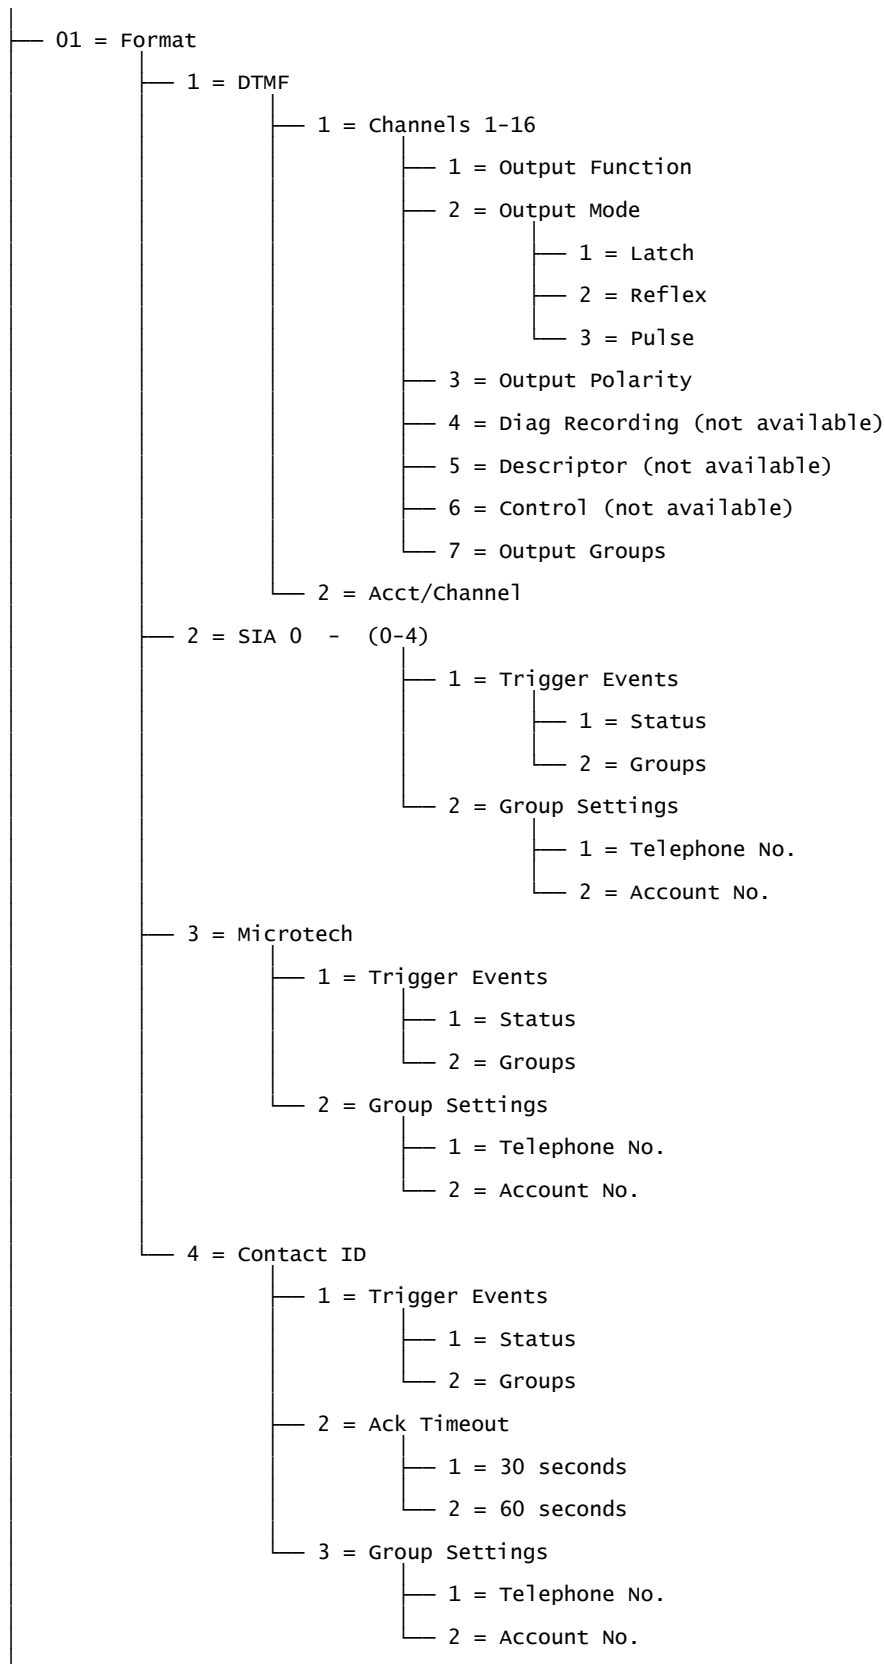 01 = Format
1 = DTMF
1 = Channels 1-16
1 = Output Function
2 = Output Mode
1 = Latch
2 = Reflex
3 = Pulse
3 = Output Polarity
4 = Diag Recording (not available)
5 = Descriptor (not available)
6 = Control (not available)
7 = Output Groups
2 = Acct/Channel
2 = SIA 0 - (0-4)
1 = Trigger Events
1 = Status
2 = Groups
2 = Group Settings
1 = Telephone No.
2 = Account No.
3 = Microtech
1 = Trigger Events
1 = Status
2 = Groups
2 = Group Settings
1 = Telephone No.
2 = Account No.
4 = Contact ID
1 = Trigger Events
1 = Status
2 = Groups
2 = Ack Timeout
1 = 30 seconds
2 = 60 seconds
3 = Group Settings
1 = Telephone No.
2 = Account No.